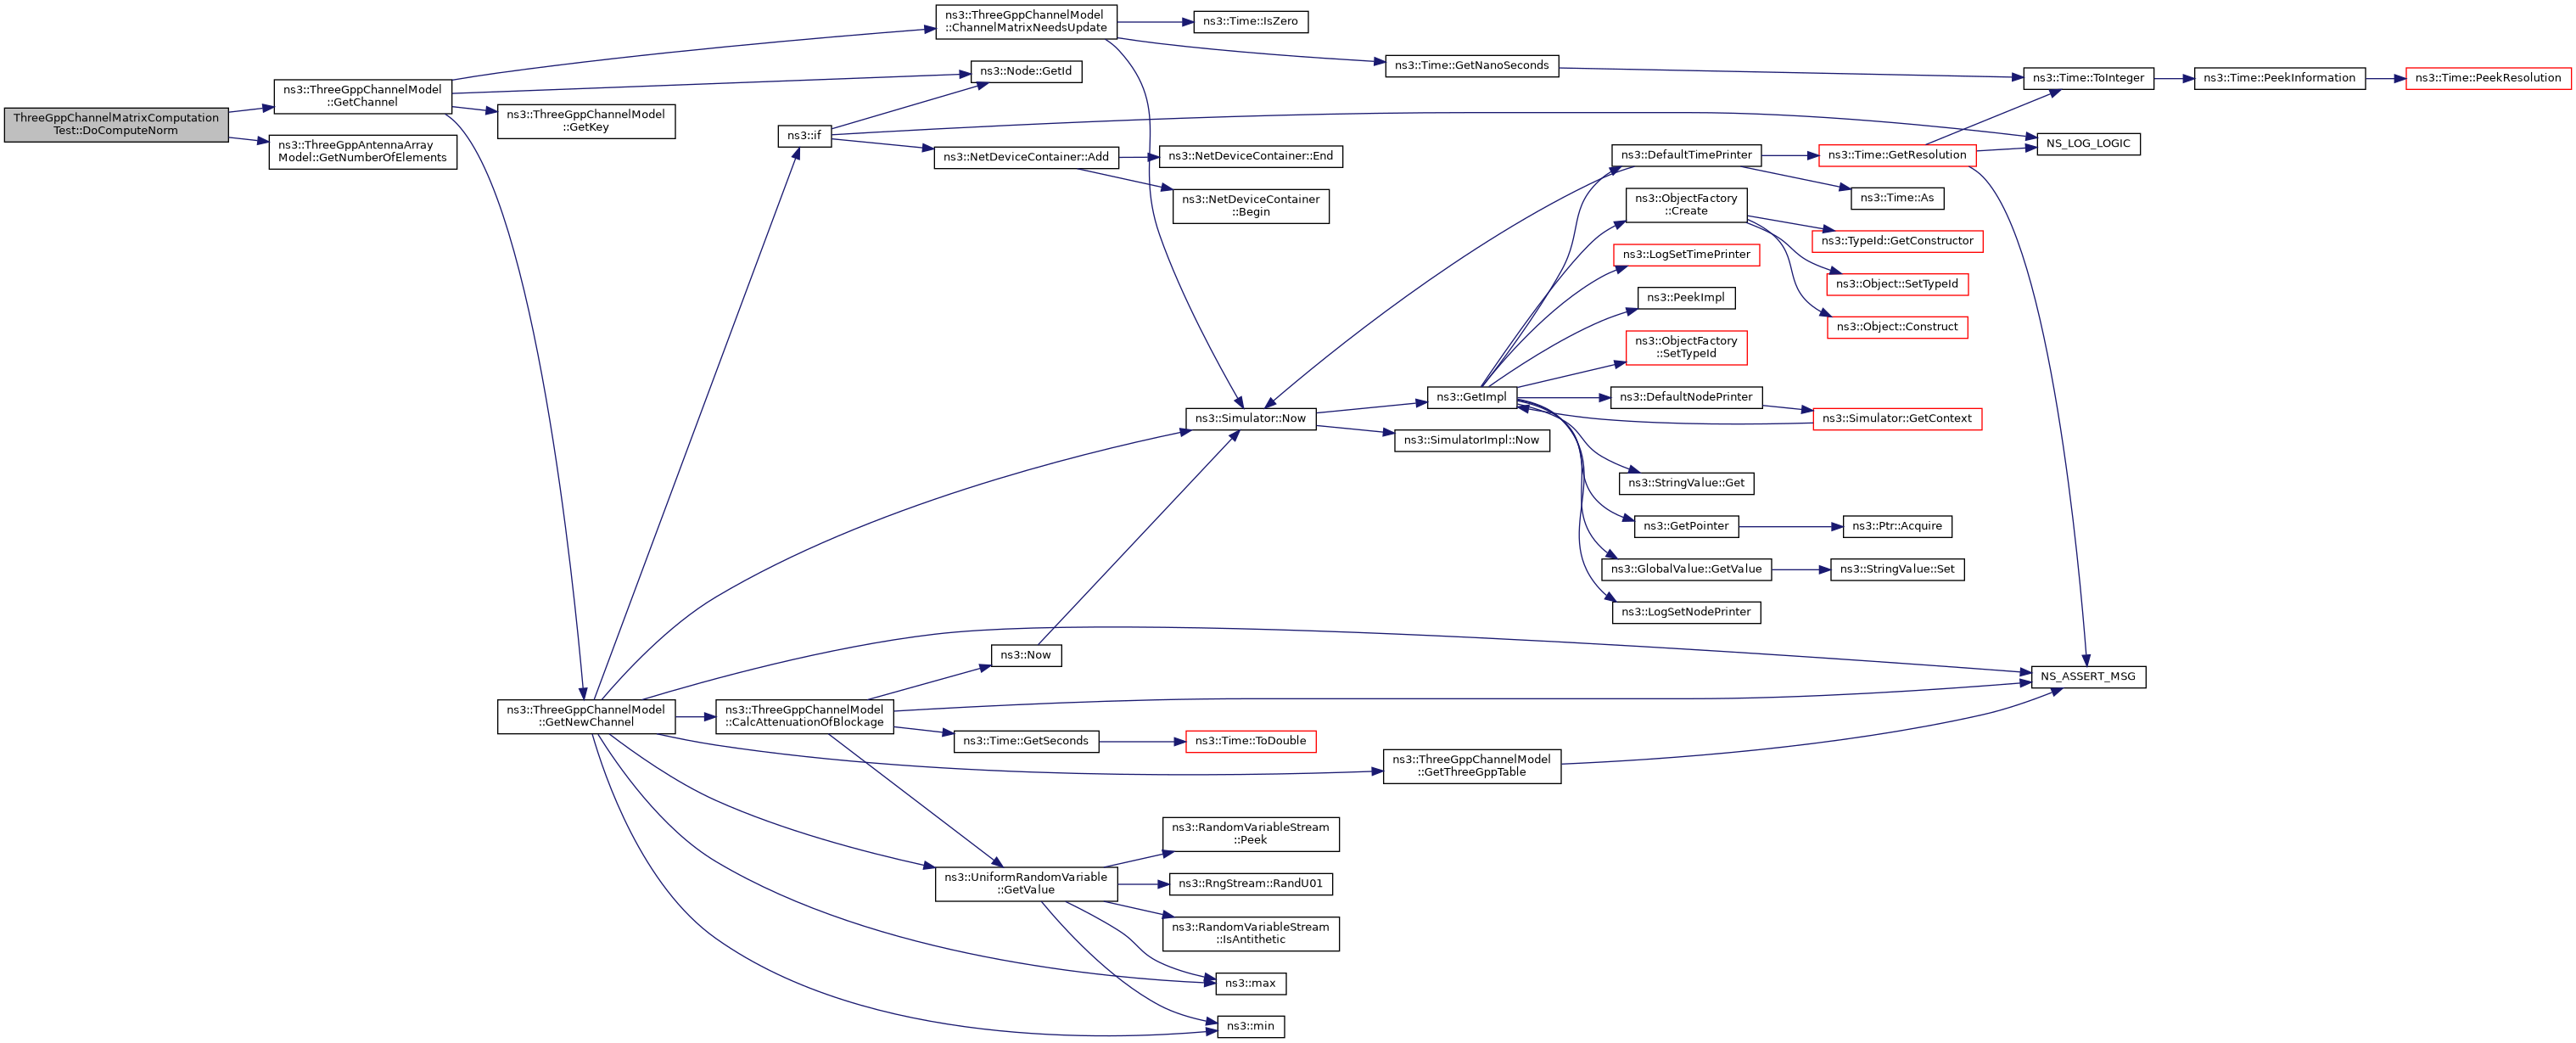 ThreeGppChannelMatrixComputation
Test::DoComputeNorm
ns3::ThreeGppChannelModel
::GetChannel
ns3::ThreeGppAntennaArray
Model::GetNumberOfElements
ns3::ThreeGppChannelModel
::ChannelMatrixNeedsUpdate
ns3::Node::GetId
ns3::ThreeGppChannelModel
::GetKey
ns3::ThreeGppChannelModel
::GetNewChannel
ns3::Time::IsZero
ns3::Time::GetNanoSeconds
ns3::Time::ToInteger
ns3::Time::PeekInformation
ns3::Time::PeekResolution
ns3::if
ns3::NetDeviceContainer::Add
ns3::NetDeviceContainer::End
ns3::NetDeviceContainer
::Begin
NS_LOG_LOGIC
ns3::DefaultTimePrinter
ns3::Time::GetResolution
ns3::Time::As
ns3::ObjectFactory
::Create
ns3::TypeId::GetConstructor
ns3::Object::SetTypeId
ns3::Object::Construct
ns3::LogSetTimePrinter
ns3::PeekImpl
ns3::ObjectFactory
::SetTypeId
ns3::Simulator::Now
ns3::GetImpl
ns3::SimulatorImpl::Now
ns3::DefaultNodePrinter
ns3::Simulator::GetContext
ns3::StringValue::Get
ns3::GetPointer
ns3::Ptr::Acquire
ns3::GlobalValue::GetValue
ns3::StringValue::Set
ns3::LogSetNodePrinter
ns3::Now
NS_ASSERT_MSG
ns3::ThreeGppChannelModel
::CalcAttenuationOfBlockage
ns3::Time::GetSeconds
ns3::Time::ToDouble
ns3::ThreeGppChannelModel
::GetThreeGppTable
ns3::UniformRandomVariable
::GetValue
ns3::RandomVariableStream
::Peek
ns3::RngStream::RandU01
ns3::RandomVariableStream
::IsAntithetic
ns3::max
ns3::min